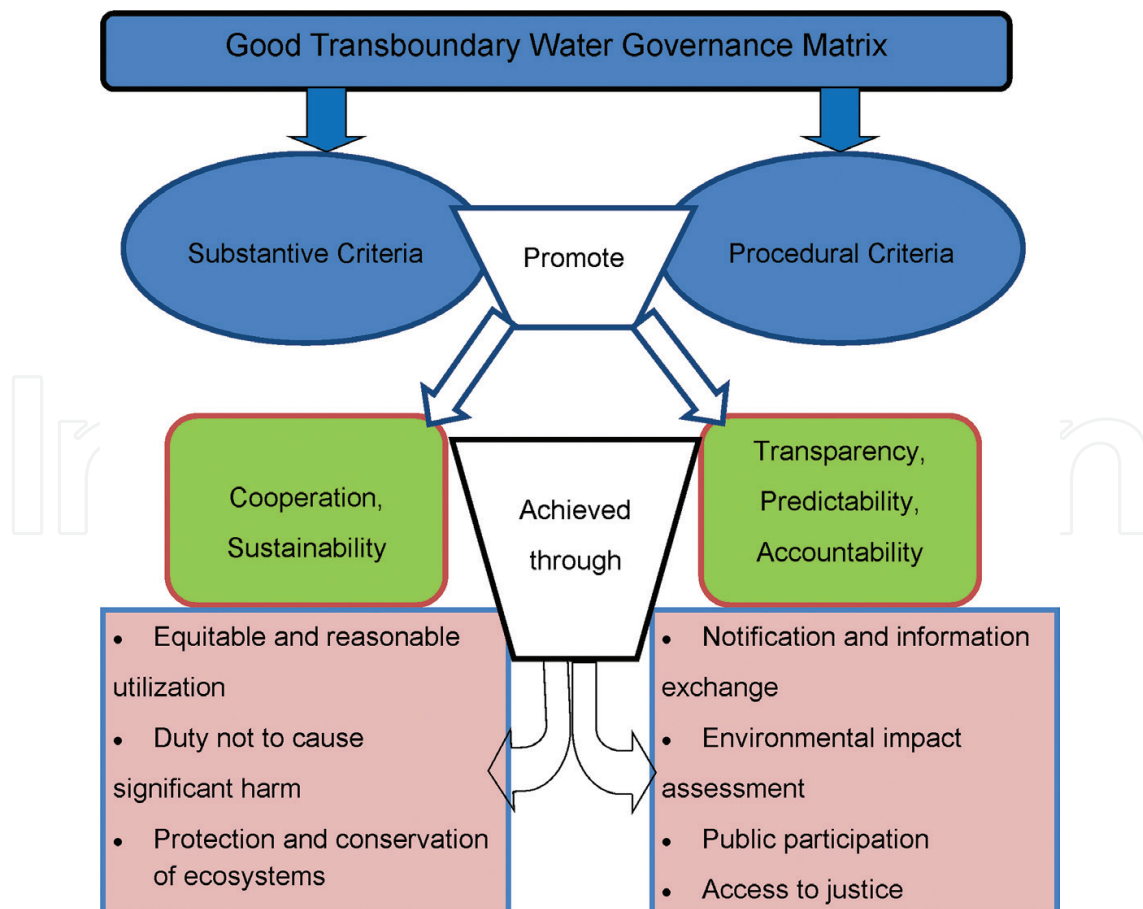 Good Transboundary Water Governance Matrix
Substantive Criteria
Promote
Procedural Criteria
Cooperation,
Sustainability
Achieved
through
Transparency,
Predictability,
Accountability
• Equitable and reasonable
utilization
• Duty not to cause
significant harm
• Protection and conservation
of ecosystems
• Notification and information
exchange
• Environmental impact
assessment
• Public participation
• Access to justice